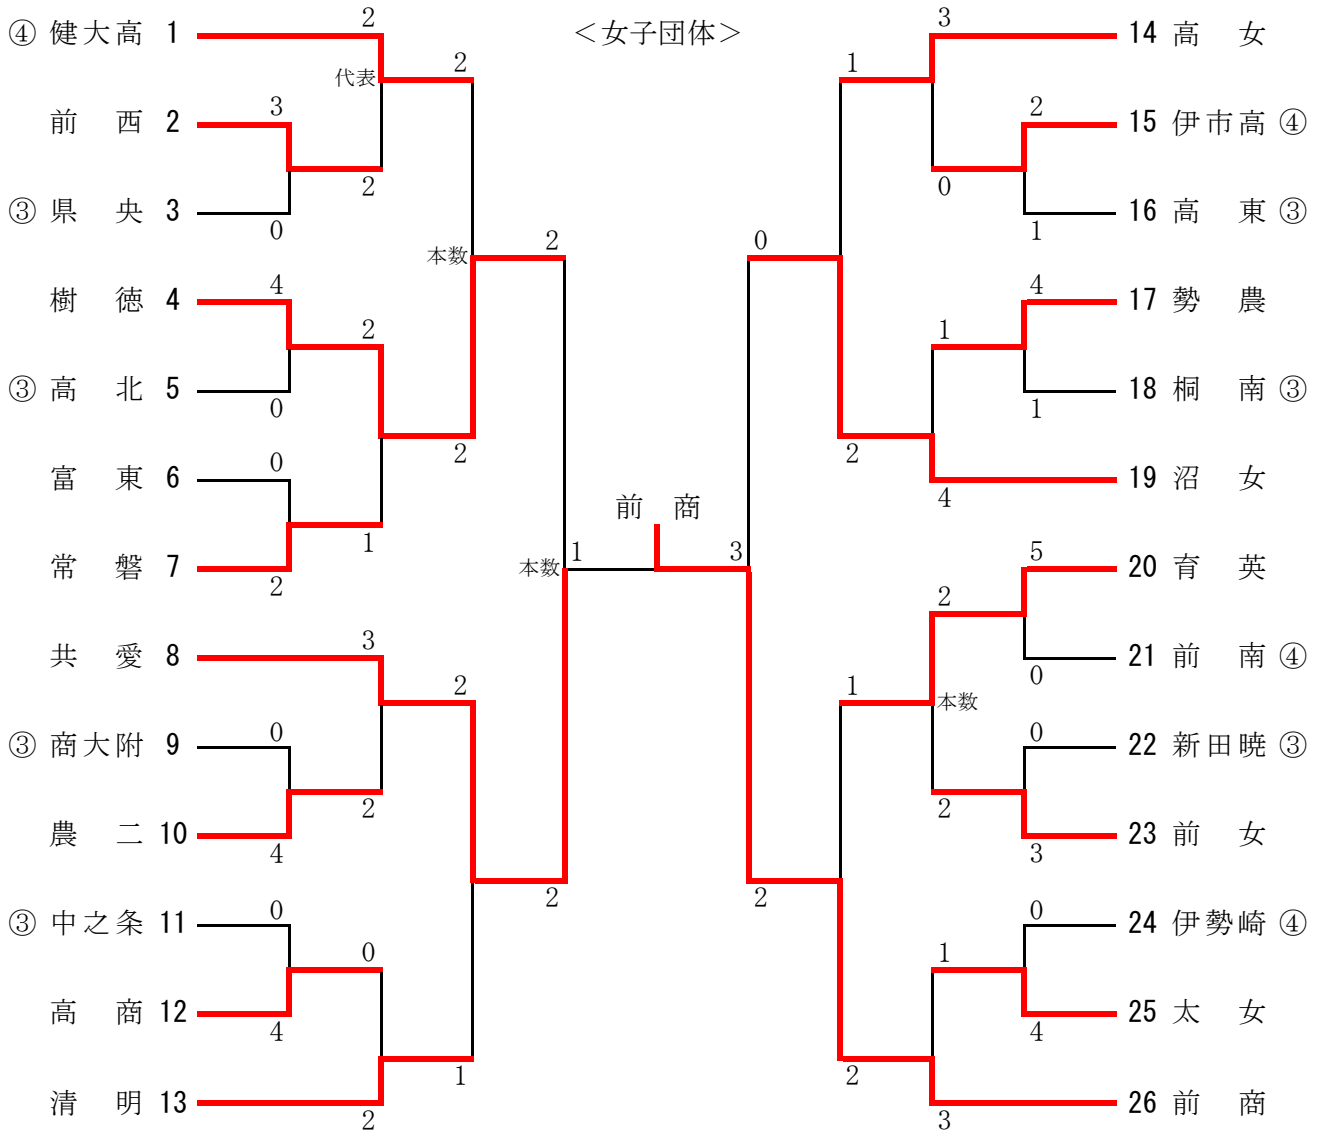 ＜女子団体＞
④ 健大高 1
前 西 2
③ 県 央 3
樹 徳 4
③ 高 北 5
富 東 6
常 磐 7
共 愛 8
③ 商大附 9
農 二 10
③ 中之条 11
高 商 12
清 明 13
2
代表
2
3
2
0
4
2
本数
2
0
0
2
1
2
3
2
0
2
4
0
0
4
1
2
本数
1
2
前 商
3
0
2
3
1
2
0
1
4
1
1
2
4
5
2
0
1
本数
0
2
3
0
1
4
2
3
14 高 女
15 伊市高 ④
16 高 東 ③
17 勢 農
18 桐 南 ③
19 沼 女
20 育 英
21 前 南 ④
22 新田暁 ③
23 前 女
24 伊勢崎 ④
25 太 女
26 前 商